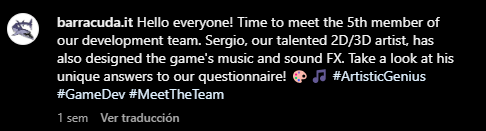 barracuda.it Hello everyone! Time to meet the 5th member of
our development team. Sergio, our talented 2D/3D artist, has
also designed the game's music and sound FX. Take a look at his
unique answers to our questionnaire! 🎨 🎵 #ArtisticGenius
#GameDev #MeetTheTeam
1 sem Ver traducción